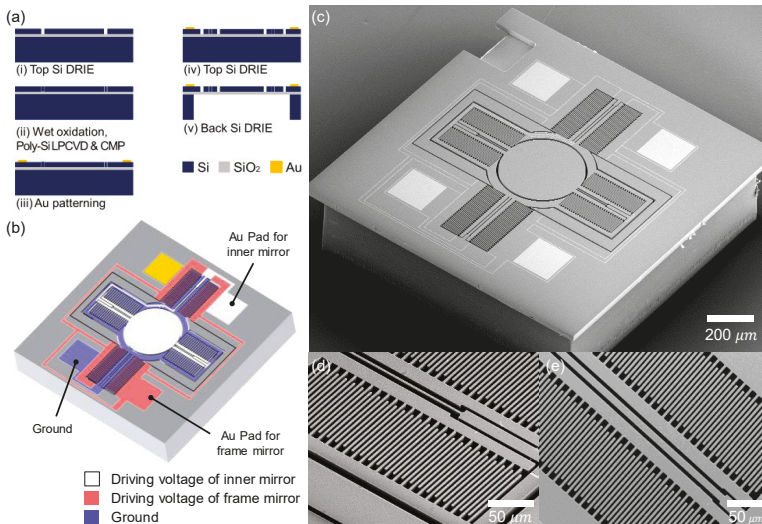 (a)
(i) Top Si DRIE
(iv) Top Si DRIE
(ii) Wet oxidation,
Poly-Si LPCVD & CMP
(v) Back Si DRIE
(iii) Au patterning
Si SiO₂ Au
(b)
Au Pad for
inner mirror
Ground
Au Pad for
frame mirror
Driving voltage of inner mirror
Driving voltage of frame mirror
Ground
(c)
200 μm
(d)
50 μm
(e)
50 μm